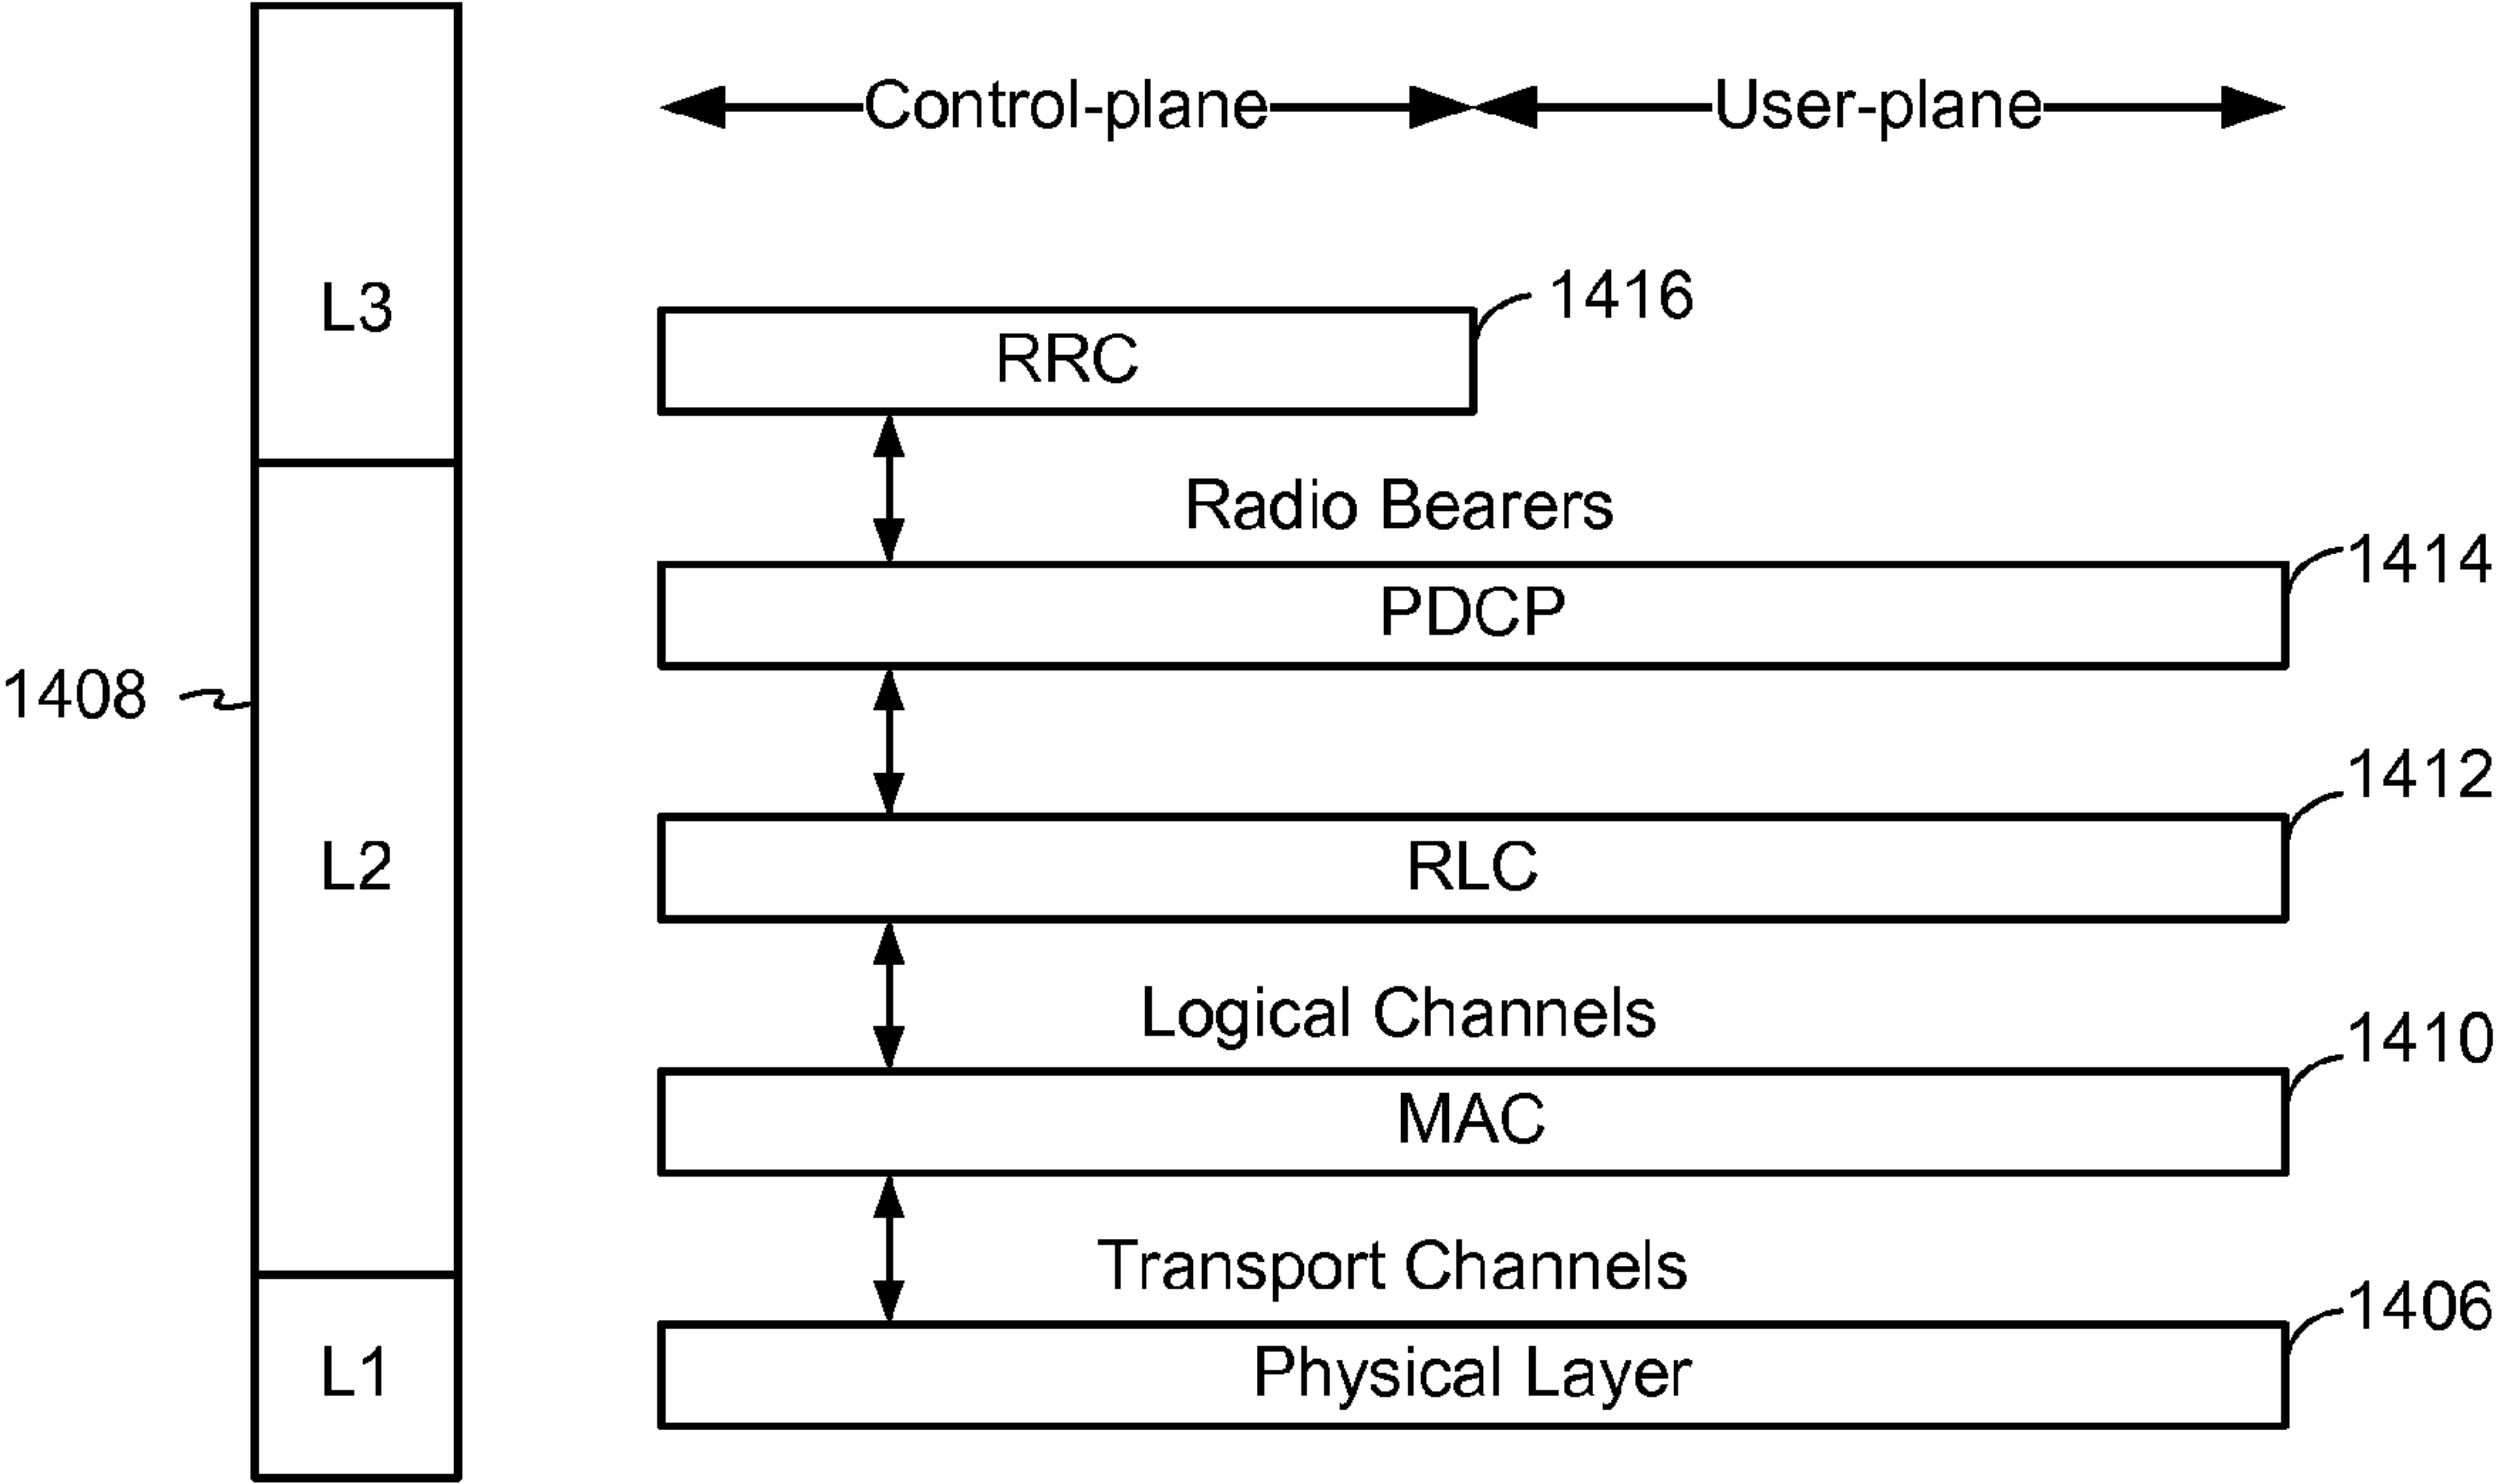 Control-plane User-plane
L3
1416
RRC
Radio Bearers
1414
PDCP
1408
1412
L2
RLC
Logical Channels
1410
MAC
Transport Channels
1406
L1
Physical Layer